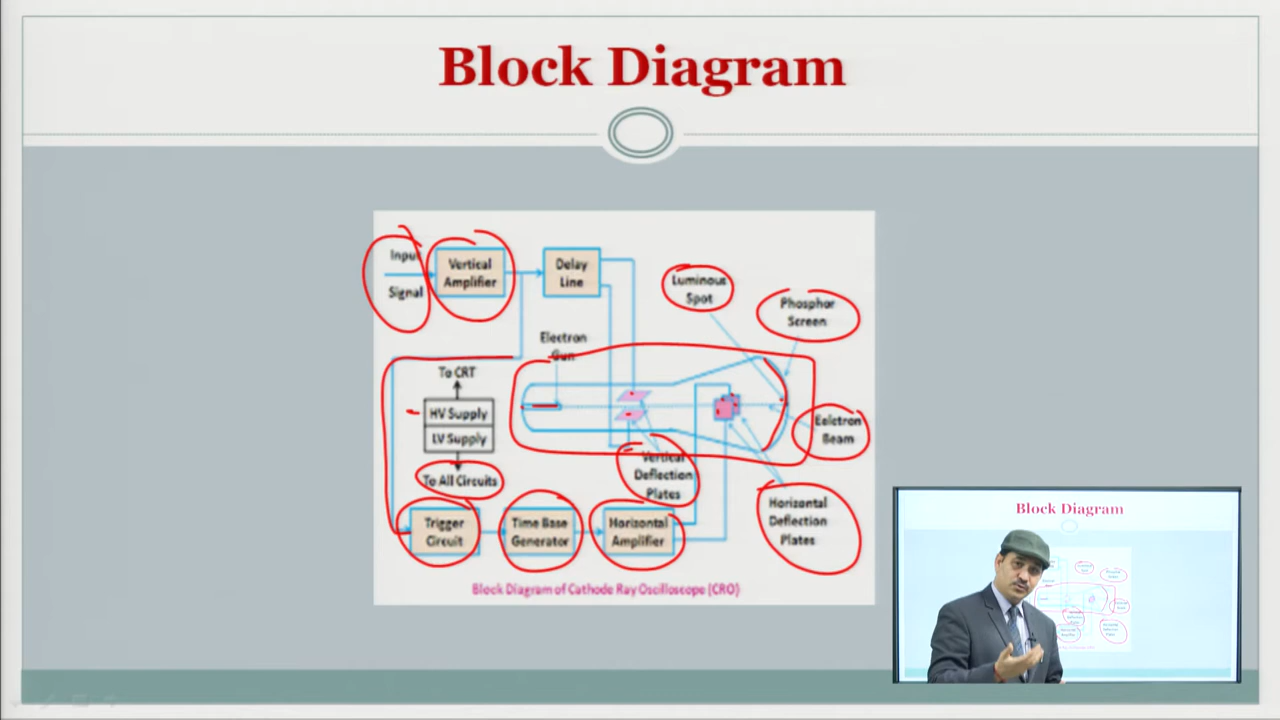 Block Diagram
Input
Signal
Vertical
Amplifier
Delay
Line
Luminous
Spot
Phosphor
Screen
Electron
Gun
To CRT
HV Supply
LV Supply
To All Circuits
Eelctron
Beam
Vertical
Deflection
Plates
Horizontal
Deflection
Plates
Trigger
Circuit
Time Base
Generator
Horizontal
Amplifier
Block Diagram of Cathode Ray Oscilloscope (CRO)
Block Diagram